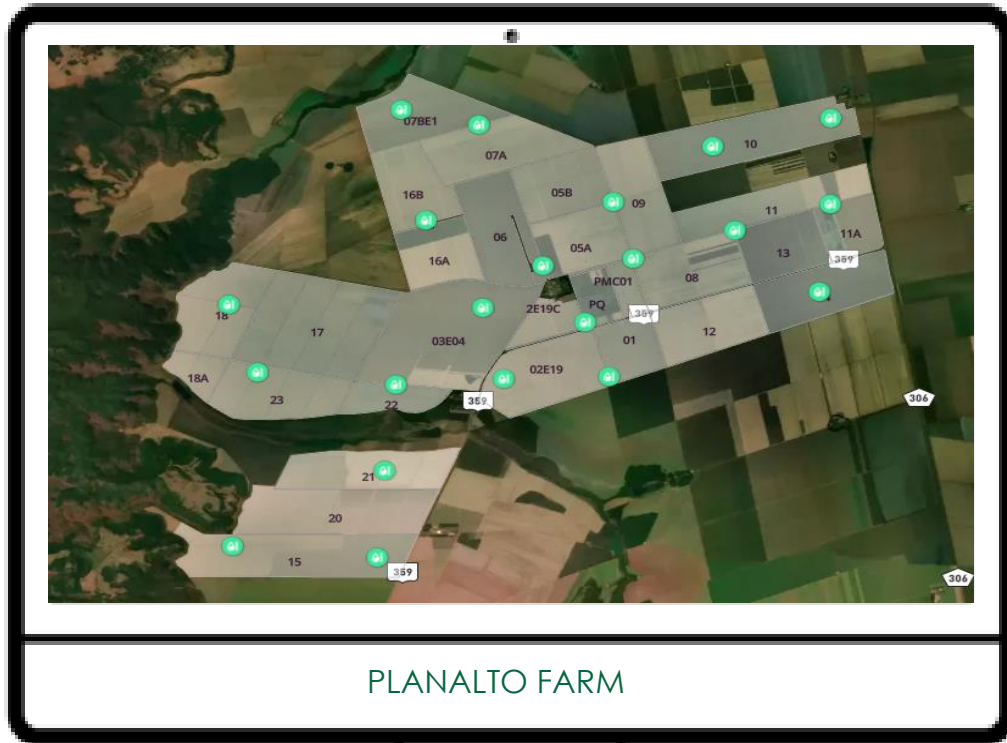 07BE1
07A
10
16B
05B
09
11
06
05A
11A
16A
13
359
PMC01
08
2E19C
PQ
359
18
17
03E04
01
12
02E19
18A
23
22
359
306
21
20
15
359
306
PLANALTO FARM